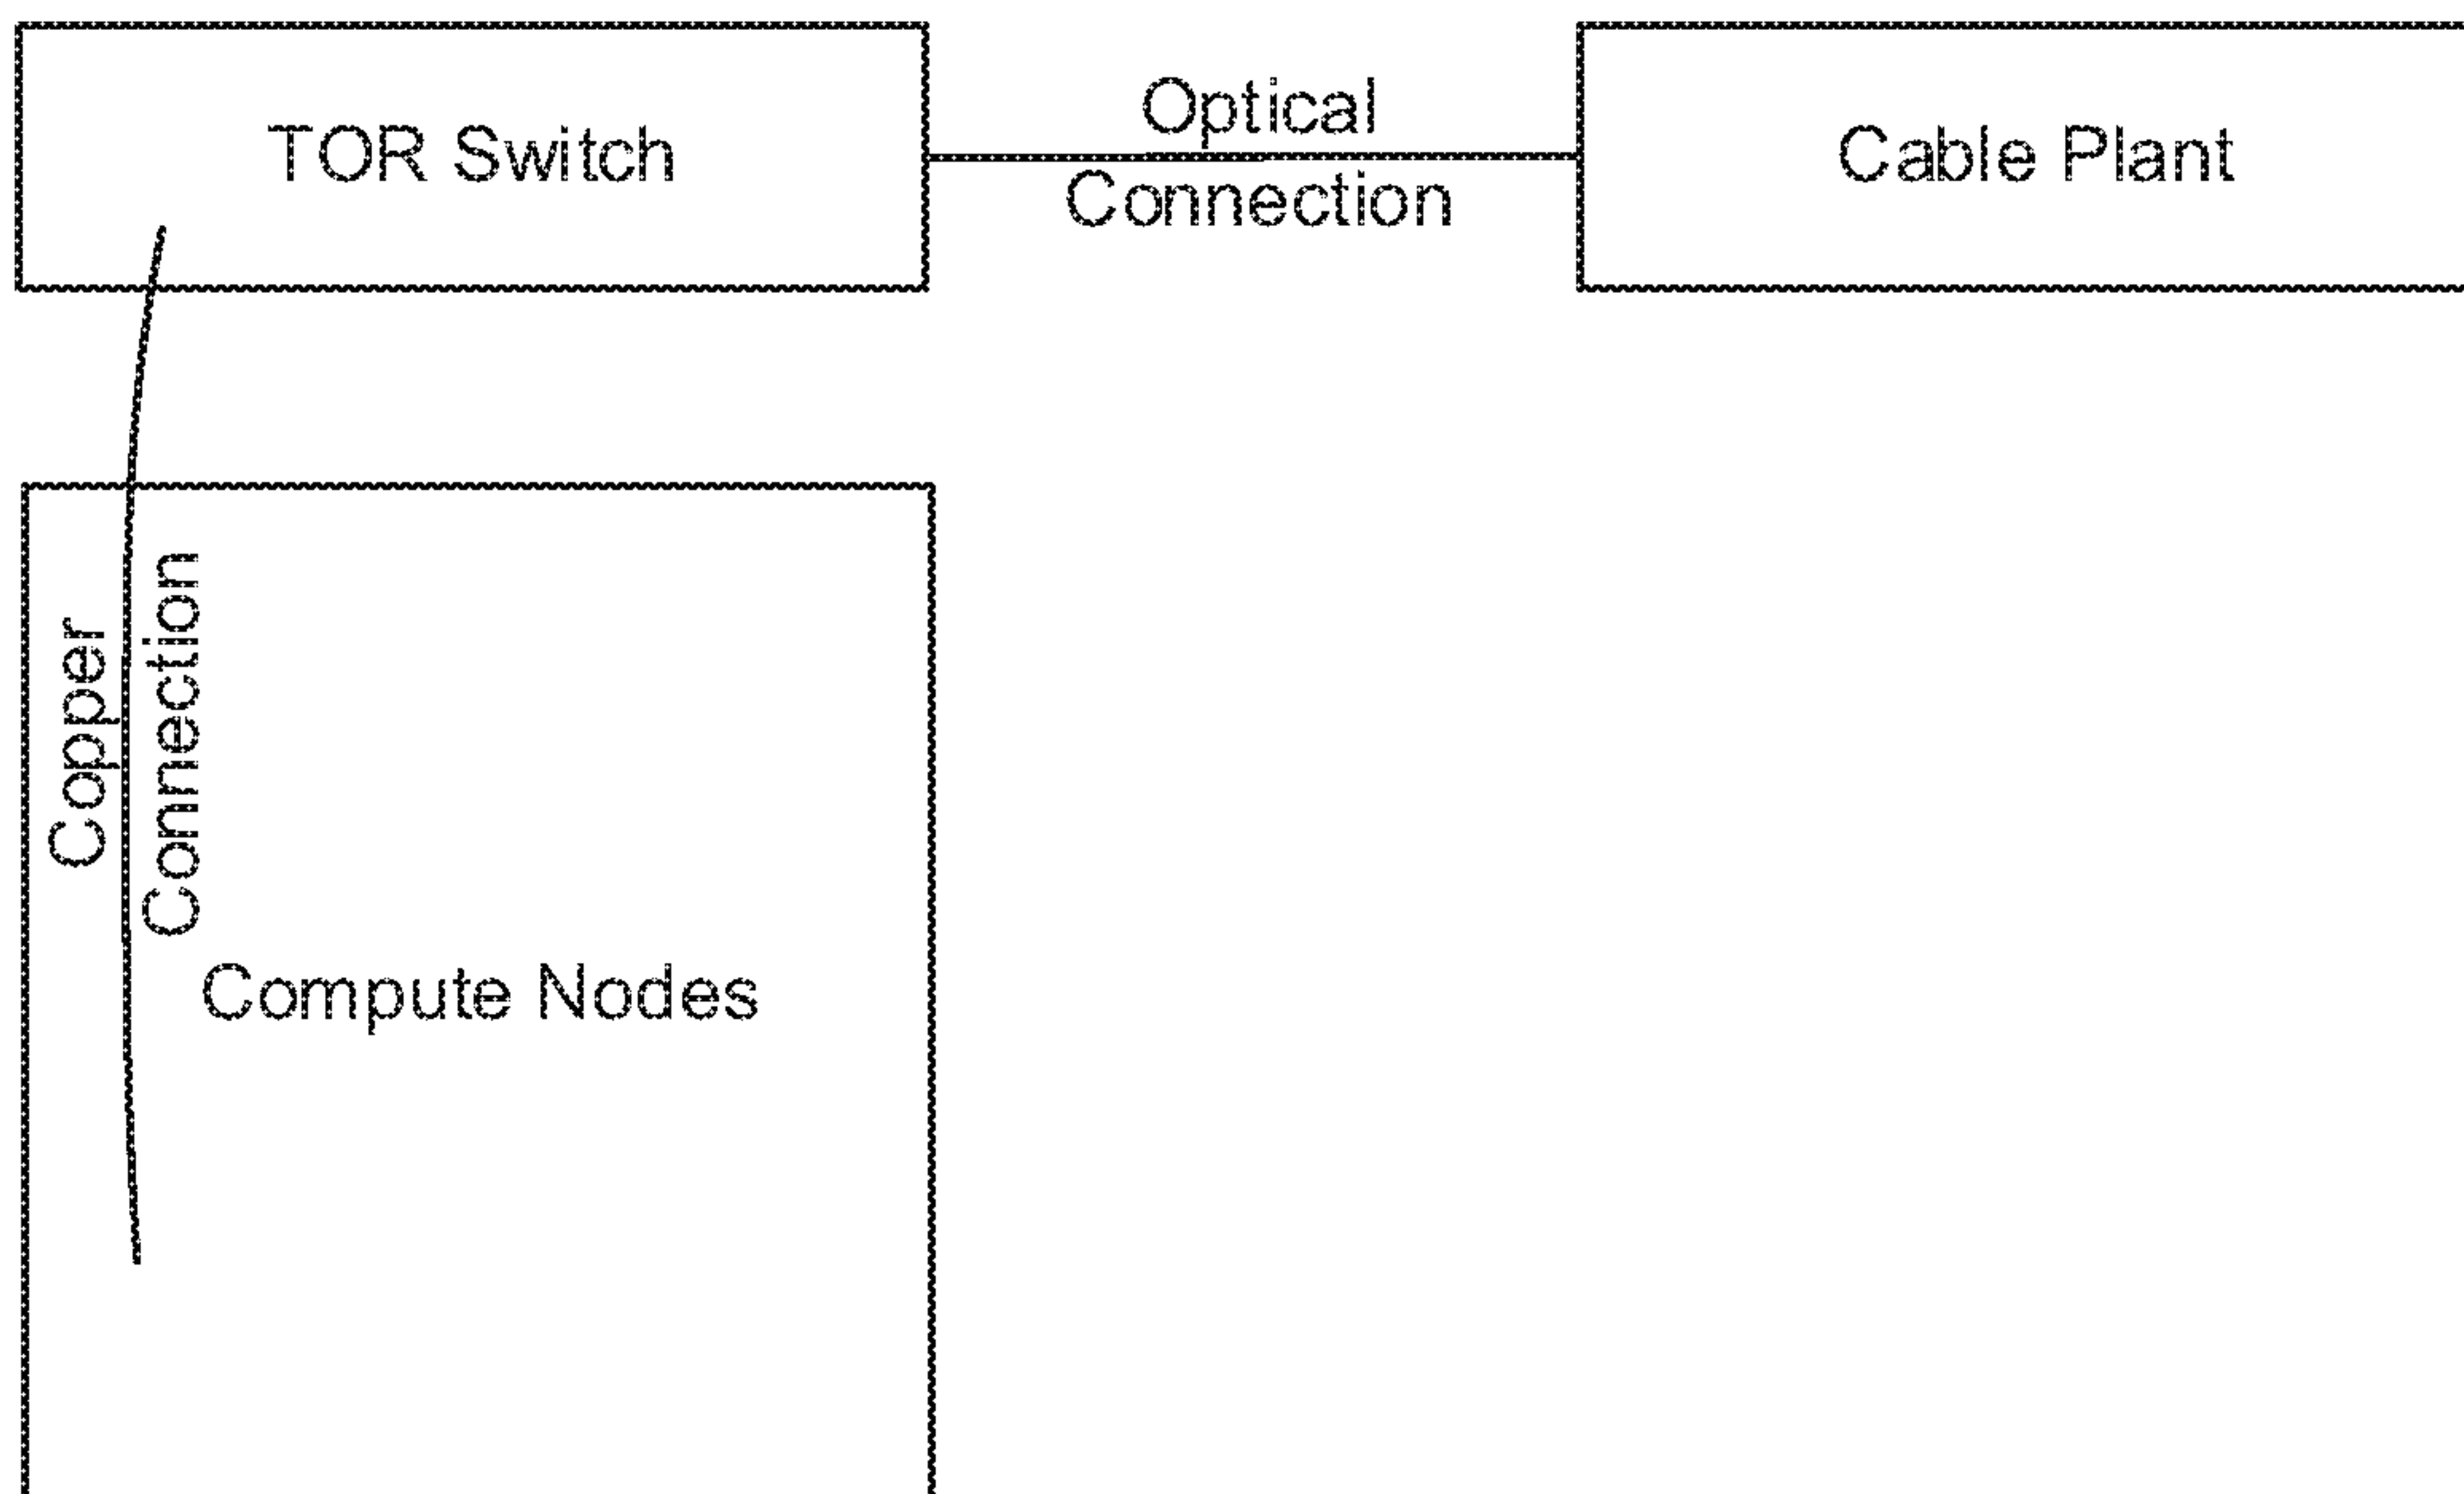 TOR Switch
Optical
Connection
Cable Plant
Copper
Connection
Compute Nodes